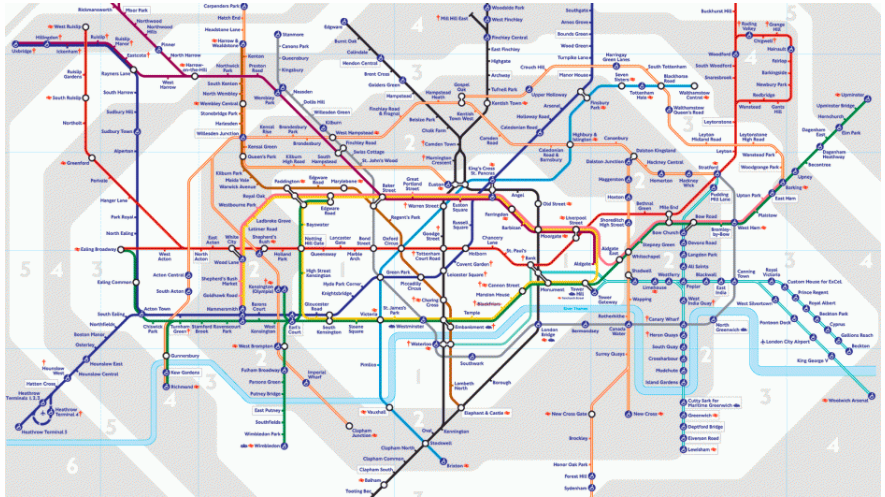 Rickmansworth
Moor Park
Northwood
Northwood
Hills
Pinner
North Harrow
Hillingdon
Uxbridge
Ruislip
Ruislip
Manor
Eastcote
West Ruislip
Ruislip
Gardens
South Ruislip
Northolt
Greenford
Perivale
Hanger Lane
Rayners Lane
West
Harrow
Harrow-
on-the-Hill
Northwick
Park
Preston
Road
South Harrow
Sudbury Hill
Sudbury Town
Alperton
Park Royal
North Ealing
Ealing Broadway
Ealing Common
Carpenders Park
Hatch End
Headstone Lane
Harrow &
Wealdstone
Kenton
South Kenton
North Wembley
Wembley Central
Stonebridge Park
Harlesden
Willesden Junction
Kensal Green
Queen's Park
Wembley
Park
Stanmore
Canons Park
Queensbury
Kingsbury
Neasden
Dollis Hill
Willesden Green
Kilburn
West Hampstead
Finchley Road
Swiss Cottage
St. John's Wood
Kensal
Rise
Brondesbury
Park
Brondesbury
Kilburn High
Road
South
Hampstead
Kilburn Park
Maida Vale
Warwick Avenue
Royal Oak
Westbourne Park
Ladbroke Grove
Latimer Road
Paddington
Edgware
Road
Marylebone
Edgware
Road
Baker
Street
Great
Portland
Street
Bayswater
Edgware
Burnt Oak
Colindale
Hendon Central
Brent Cross
Golders Green
Hampstead
Hampstead
Heath
Finchley Road
& Frognal
Belsize Park
Chalk Farm
Camden Town
Mornington
Crescent
Euston
Mill Hill East
Woodside Park
West Finchley
Finchley Central
East Finchley
Highgate
Archway
Tufnell Park
Kentish Town
Kentish
Town West
Gospel
Oak
Camden
Road
Crouch Hill
Upper Holloway
Southgate
Arnos Grove
Bounds Green
Wood Green
Turnpike Lane
Manor House
Harringay
Green Lanes
South Tottenham
Seven
Sisters
Tottenham
Hale
Blackhorse
Road
Walthamstow
Central
Walthamstow
Queen's Road
Finsbury
Park
Arsenal
Holloway Road
Caledonian Road
Caledonian
Road &
Barnsbury
Highbury &
Islington
Canonbury
Dalston Kingsland
Dalston Junction
Hackney
Central
Homerton
Hackney
Wick
Haggerston
Hoxton
Shoreditch
High Street
Leyton
Midland Road
Leytonstone
High Road
Wanstead Park
Woodgrange Park
Buckhurst Hill
Roding
Valley
Grange
Hill
Chigwell
Hainault
Fairlop
Barkingside
Newbury
Park
Gants
Hill
Redbridge
Wanstead
Woodford
South Woodford
Snaresbrook
Leytonstone
Leyton
Stratford
Pudding
Mill Lane
Upminster
Upminster Bridge
Hornchurch
Elm Park
Dagenham
East
Dagenham
Heathway
Becontree
Upney
Barking
East Ham
Upton Park
Plaistow
West Ham
Bromley-
by-Bow
Bow Road
Bow Church
Mile End
Bethnal
Green
Stepney Green
Whitechapel
Devons Road
Langdon Park
All Saints
Poplar
Blackwall
East
India
Canning
Town
Royal
Victoria
Custom House for ExCeL
Prince Regent
Royal Albert
Beckton
Park
Cyprus
Gallions Reach
Beckton
West Silvertown
Pontoon Dock
London City Airport
King George V
Woolwich Arsenal
King's Cross
St. Pancras
Angel
Old Street
Farringdon
Barbican
Moorgate
Liverpool
Street
Aldgate
Aldgate
East
St. Paul's
Bank
Chancery
Lane
Holborn
Russell
Square
Euston
Square
Warren Street
Goodge
Street
Tottenham
Court Road
Regent's Park
Oxford
Circus
Bond
Street
Marble
Arch
Lancaster
Gate
Queensway
Notting
Hill Gate
Holland
Park
Shepherd's
Bush
White
City
Wood Lane
East
Acton
North
Acton
West
Acton
Shepherd's Bush
Market
Goldhawk Road
Kensington
(Olympia)
High Street
Kensington
Barons
Court
Gloucester
Road
Hyde Park Corner
Knightsbridge
Green Park
Piccadilly
Circus
Leicester Square
Covent Garden
Charing
Cross
Embankment
Temple
Blackfriars
Mansion House
Cannon Street
Monument
Tower
Hill
Fenchurch Street
Tower
Gateway
Shadwell
Limehouse
Westferry
West India
Quay
Canary Wharf
Heron Quays
South Quay
Crossharbour
Mudchute
Island Gardens
Cutty Sark for
Maritime Greenwich
Greenwich
Deptford Bridge
Elverson Road
Lewisham
North
Greenwich
Wapping
Rotherhithe
Canada
Water
Surrey Quays
New Cross Gate
New Cross
Brockley
Honor Oak Park
Forest Hill
Sydenham
Bermondsey
London
Bridge
River Thames
Southwark
Waterloo
Westminster
St. James's
Park
Victoria
Sloane
Square
South
Kensington
Earl's
Court
West
Kensington
Hammersmith
Ravenscourt
Park
Stamford
Brook
Turnham
Green
Chiswick
Park
Acton Town
South Ealing
Northfields
Boston Manor
Osterley
Hounslow East
Hounslow Central
Hounslow
West
Hatton Cross
Heathrow
Terminals 1, 2, 3
Heathrow
Terminal 4
Heathrow Terminal 5
Acton Central
South Acton
Gunnersbury
Kew Gardens
Richmond
West Brompton
Fulham Broadway
Parsons Green
Putney Bridge
East Putney
Southfields
Wimbledon Park
Wimbledon
Imperial
Wharf
Clapham
Junction
Pimlico
Vauxhall
Lambeth
North
Borough
Elephant & Castle
Oval
Kennington
Stockwell
Brixton
Clapham North
Clapham Common
Clapham South
Balham
Tooting Bec